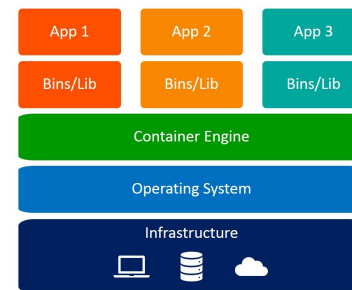 App 1
App 2
App 3
Bins/Lib
Bins/Lib
Bins/Lib
Container Engine
Operating System
Infrastructure